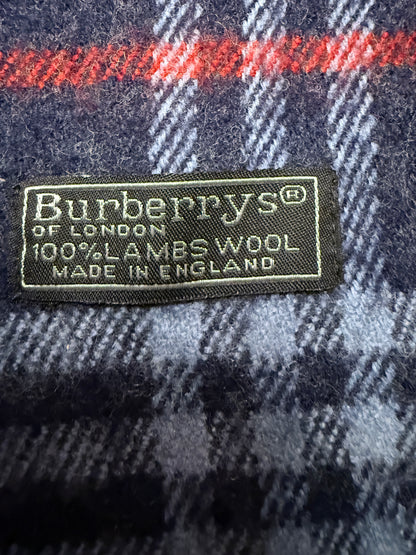 Burberrys®
OF LONDON
100% LAMBS WOOL
MADE IN ENGLAND